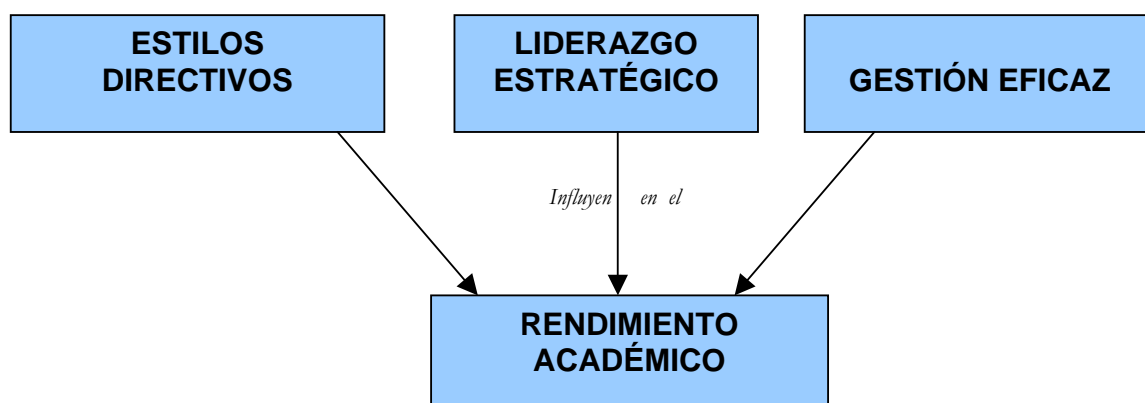 ESTILOS
DIRECTIVOS
LIDERAZGO
ESTRATÉGICO
GESTIÓN EFICAZ
Influyen en el
RENDIMIENTO
ACADÉMICO